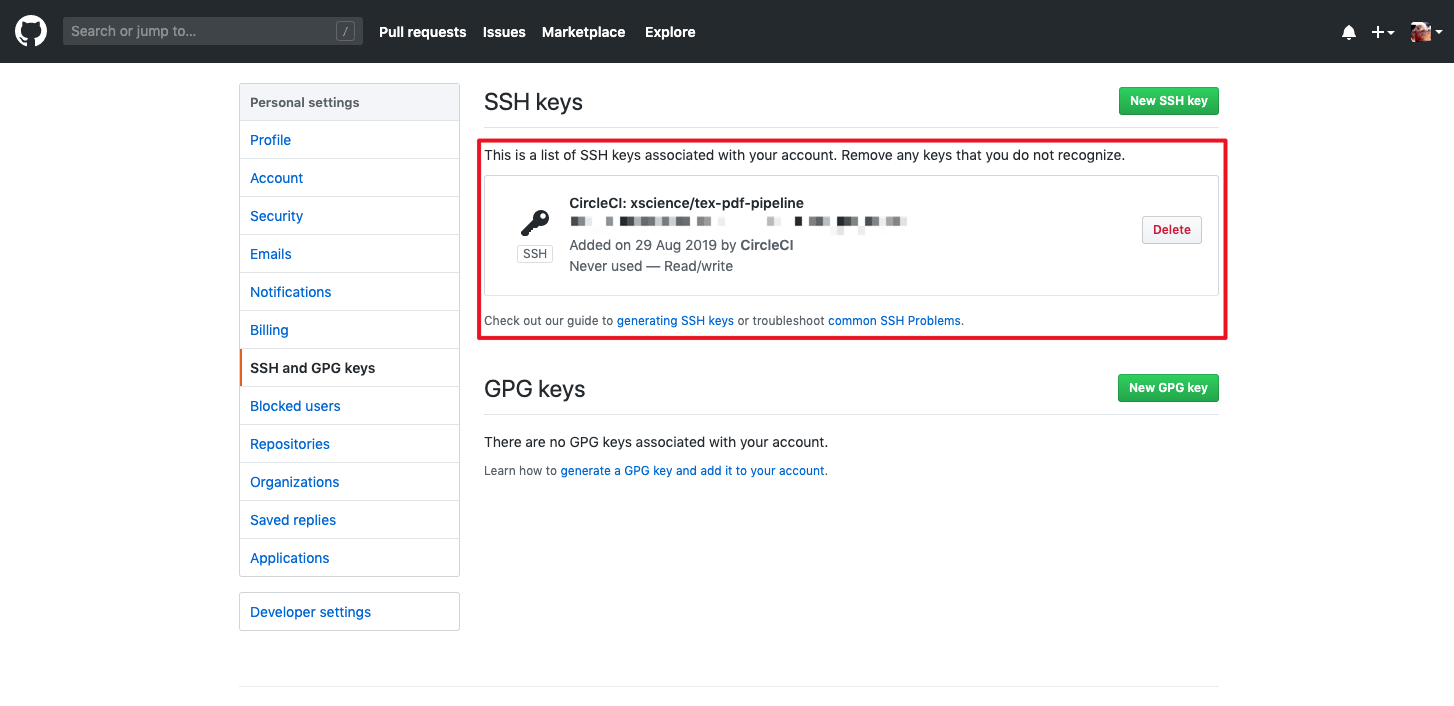 Search or jump to...
/
Pull requests
Issues
Marketplace
Explore
Personal settings
Profile
Account
Security
Emails
Notifications
Billing
SSH and GPG keys
Blocked users
Repositories
Organizations
Saved replies
Applications
Developer settings
SSH keys
New SSH key
This is a list of SSH keys associated with your account. Remove any keys that you do not recognize.
CircleCI: xscience/tex-pdf-pipeline
SSH
Added on 29 Aug 2019 by CircleCI
Never used — Read/write
Delete
Check out our guide to generating SSH keys or troubleshoot common SSH Problems.
GPG keys
New GPG key
There are no GPG keys associated with your account.
Learn how to generate a GPG key and add it to your account.